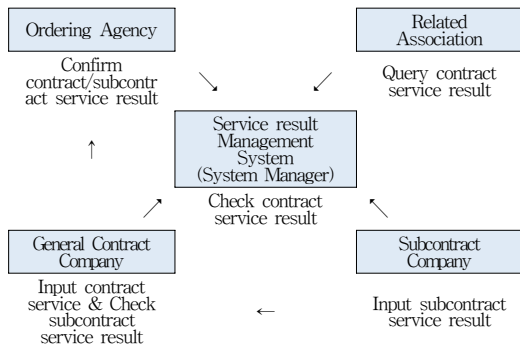 Ordering Agency
Confirm
contract/subcontr
act service result
Related
Association
Query contract
service result
Service result
Management
System
(System Manager)
Check contract
service result
General Contract
Company
Input contract
service & Check
subcontract
service result
Subcontract
Company
Input subcontract
service result